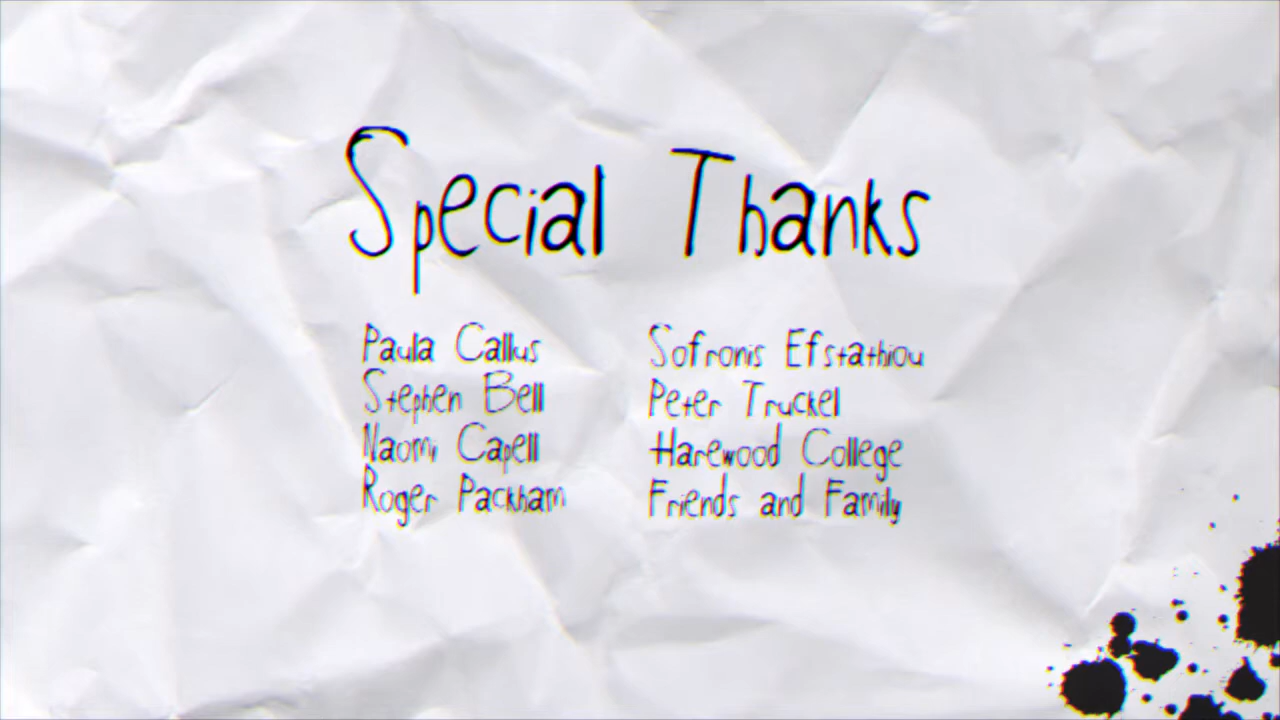 Special Thanks
Paula Callus
Stephen Bell
Naomi Capell
Roger Packham
Sofronis Efstathiou
Peter Truckel
Harewood College
Friends and Family